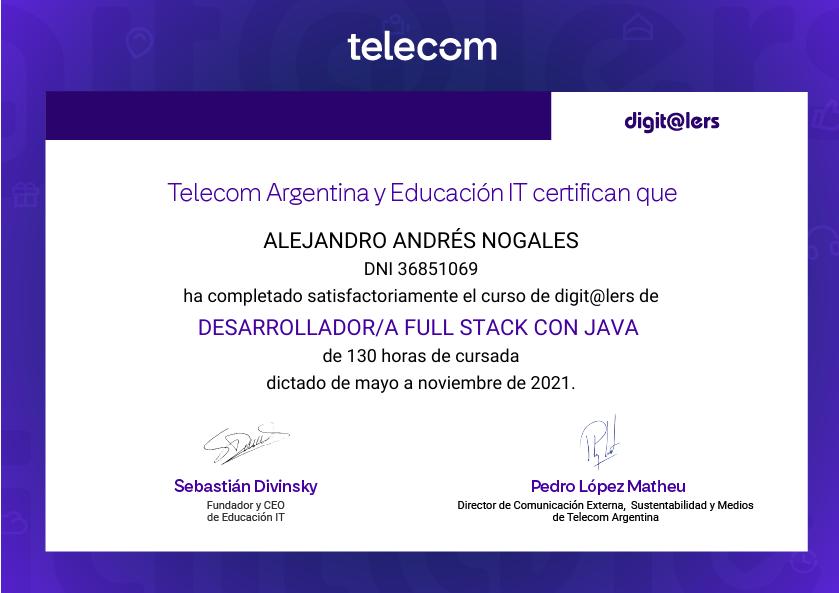 telecom
digit@lers
Telecom Argentina y Educación IT certifican que
ALEJANDRO ANDRÉS NOGALES
DNI 36851069
ha completado satisfactoriamente el curso de digit@lers de
DESARROLLADOR/A FULL STACK CON JAVA
de 130 horas de cursada
dictado de mayo a noviembre de 2021.
Sebastián Divinsky
Fundador y CEO
de Educación IT
Pedro López Matheu
Director de Comunicación Externa, Sustentabilidad y Medios
de Telecom Argentina